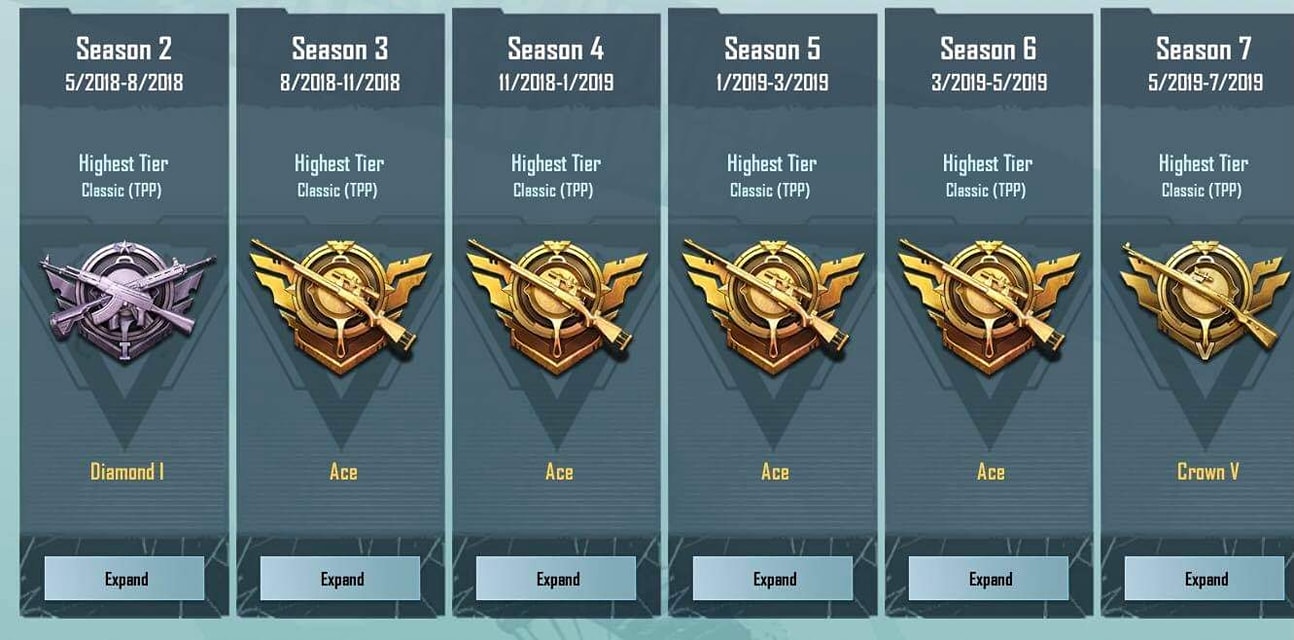 Season 2
5/2018-8/2018
Highest Tier
Classic (TPP)
I
Diamond I
Expand
Season 3
8/2018-11/2018
Highest Tier
Classic (TPP)
Ace
Expand
Season 4
11/2018-1/2019
Highest Tier
Classic (TPP)
Ace
Expand
Season 5
1/2019-3/2019
Highest Tier
Classic (TPP)
Ace
Expand
Season 6
3/2019-5/2019
Highest Tier
Classic (TPP)
Ace
Expand
Season 7
5/2019-7/2019
Highest Tier
Classic (TPP)
V
Crown V
Expand